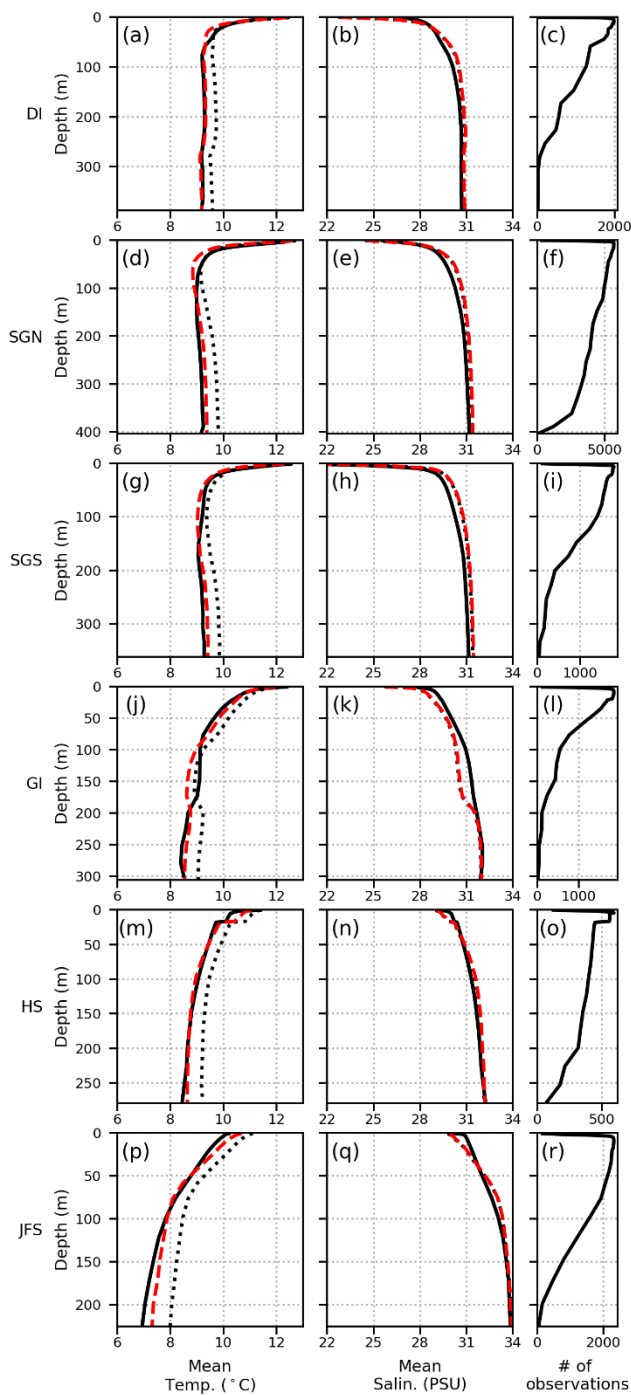 (a) (b) (c)
0
100
200
300
DI
Depth (m)
6 8 10 12 22 25 28 31 34 0 1000 2000
(d) (e) (f)
0
100
200
300
400
SGN
Depth (m)
6 8 10 12 22 25 28 31 34 0 5000
(g) (h) (i)
0
100
200
300
SGS
Depth (m)
6 8 10 12 22 25 28 31 34 0 1000
(j) (k) (l)
0
50
100
150
200
250
300
GI
Depth (m)
6 8 10 12 22 25 28 31 34 0 1000
(m) (n) (o)
0
50
100
150
200
250
HS
Depth (m)
6 8 10 12 22 25 28 31 34 0 500
(p) (q) (r)
0
50
100
150
200
JFS
Depth (m)
6 8 10 12 22 25 28 31 34 0 1000 2000
Mean Mean # of
Temp. (°C) Salin. (PSU) observations